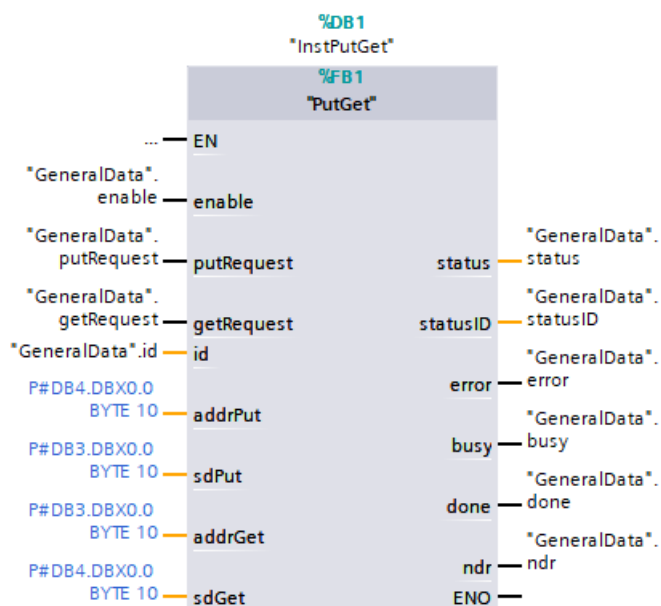 %DB1
"InstPutGet"
%FB1
"PutGet"
... EN
"GeneralData".
enable enable
"GeneralData".
putRequest putRequest
"GeneralData".
getRequest getRequest
"GeneralData".id id
P#DB4.DBX0.0
BYTE 10 addrPut
P#DB3.DBX0.0
BYTE 10 sdPut
P#DB3.DBX0.0
BYTE 10 addrGet
P#DB4.DBX0.0
BYTE 10 sdGet
"GeneralData".
status status
"GeneralData".
statusID statusID
"GeneralData".
error error
"GeneralData".
busy busy
"GeneralData".
done done
"GeneralData".
ndr ndr
ENO